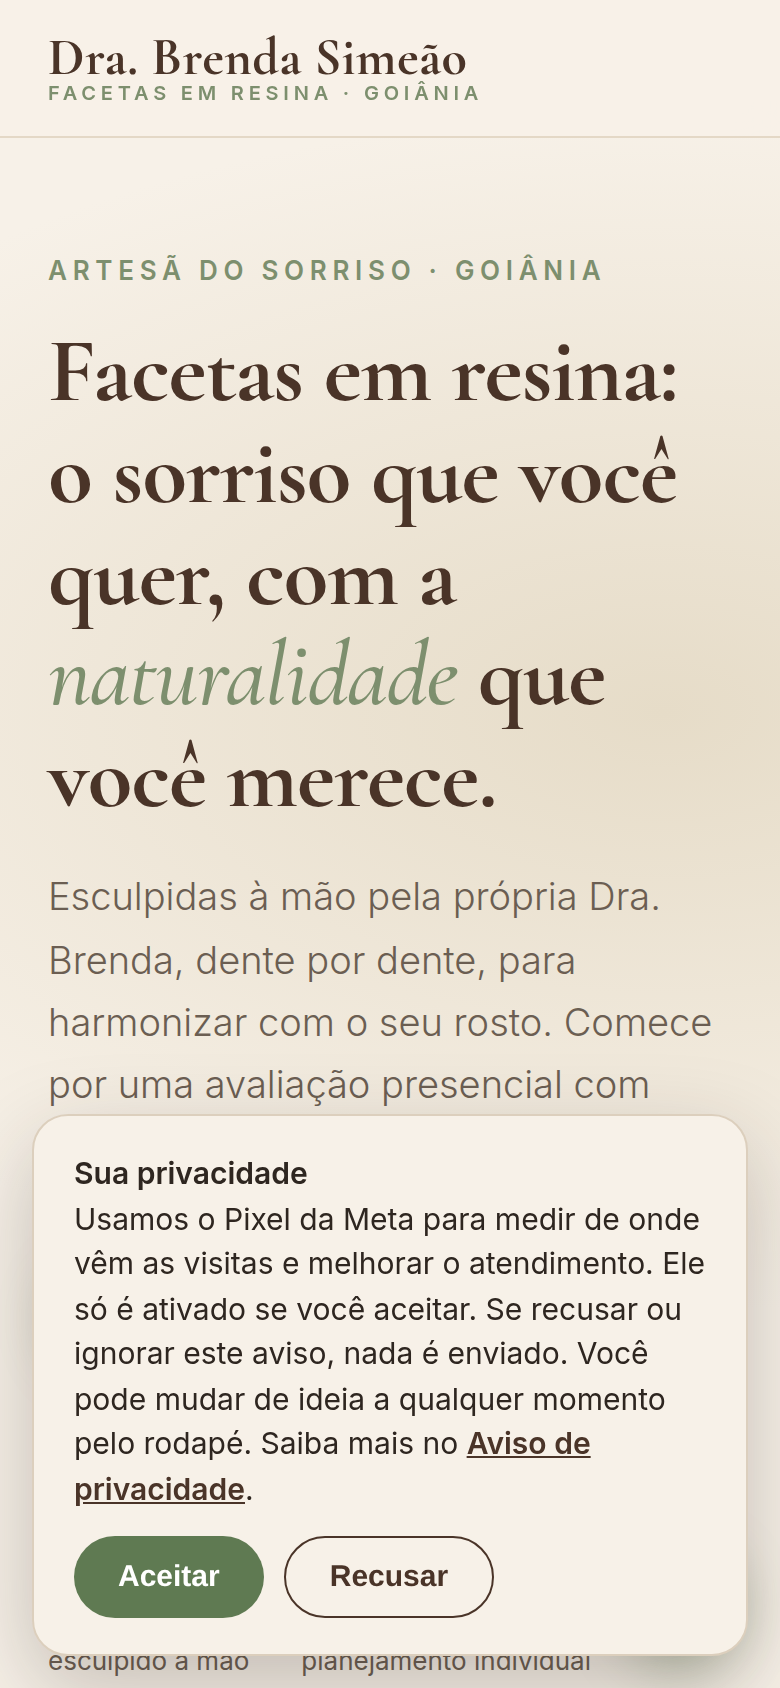 Dra. Brenda Simeão
FACETAS EM RESINA · GOIÂNIA
ARTESÃ DO SORRISO · GOIÂNIA
Facetas em resina:
o sorriso que você
quer, com a
naturalidade que
você merece.
Esculpidas à mão pela própria Dra.
Brenda, dente por dente, para
harmonizar com o seu rosto. Comece
por uma avaliação presencial com
Sua privacidade
Usamos o Pixel da Meta para medir de onde
vêm as visitas e melhorar o atendimento. Ele
só é ativado se você aceitar. Se recusar ou
ignorar este aviso, nada é enviado. Você
pode mudar de ideia a qualquer momento
pelo rodapé. Saiba mais no Aviso de
privacidade.
Aceitar Recusar
esculpido à mão planejamento individual